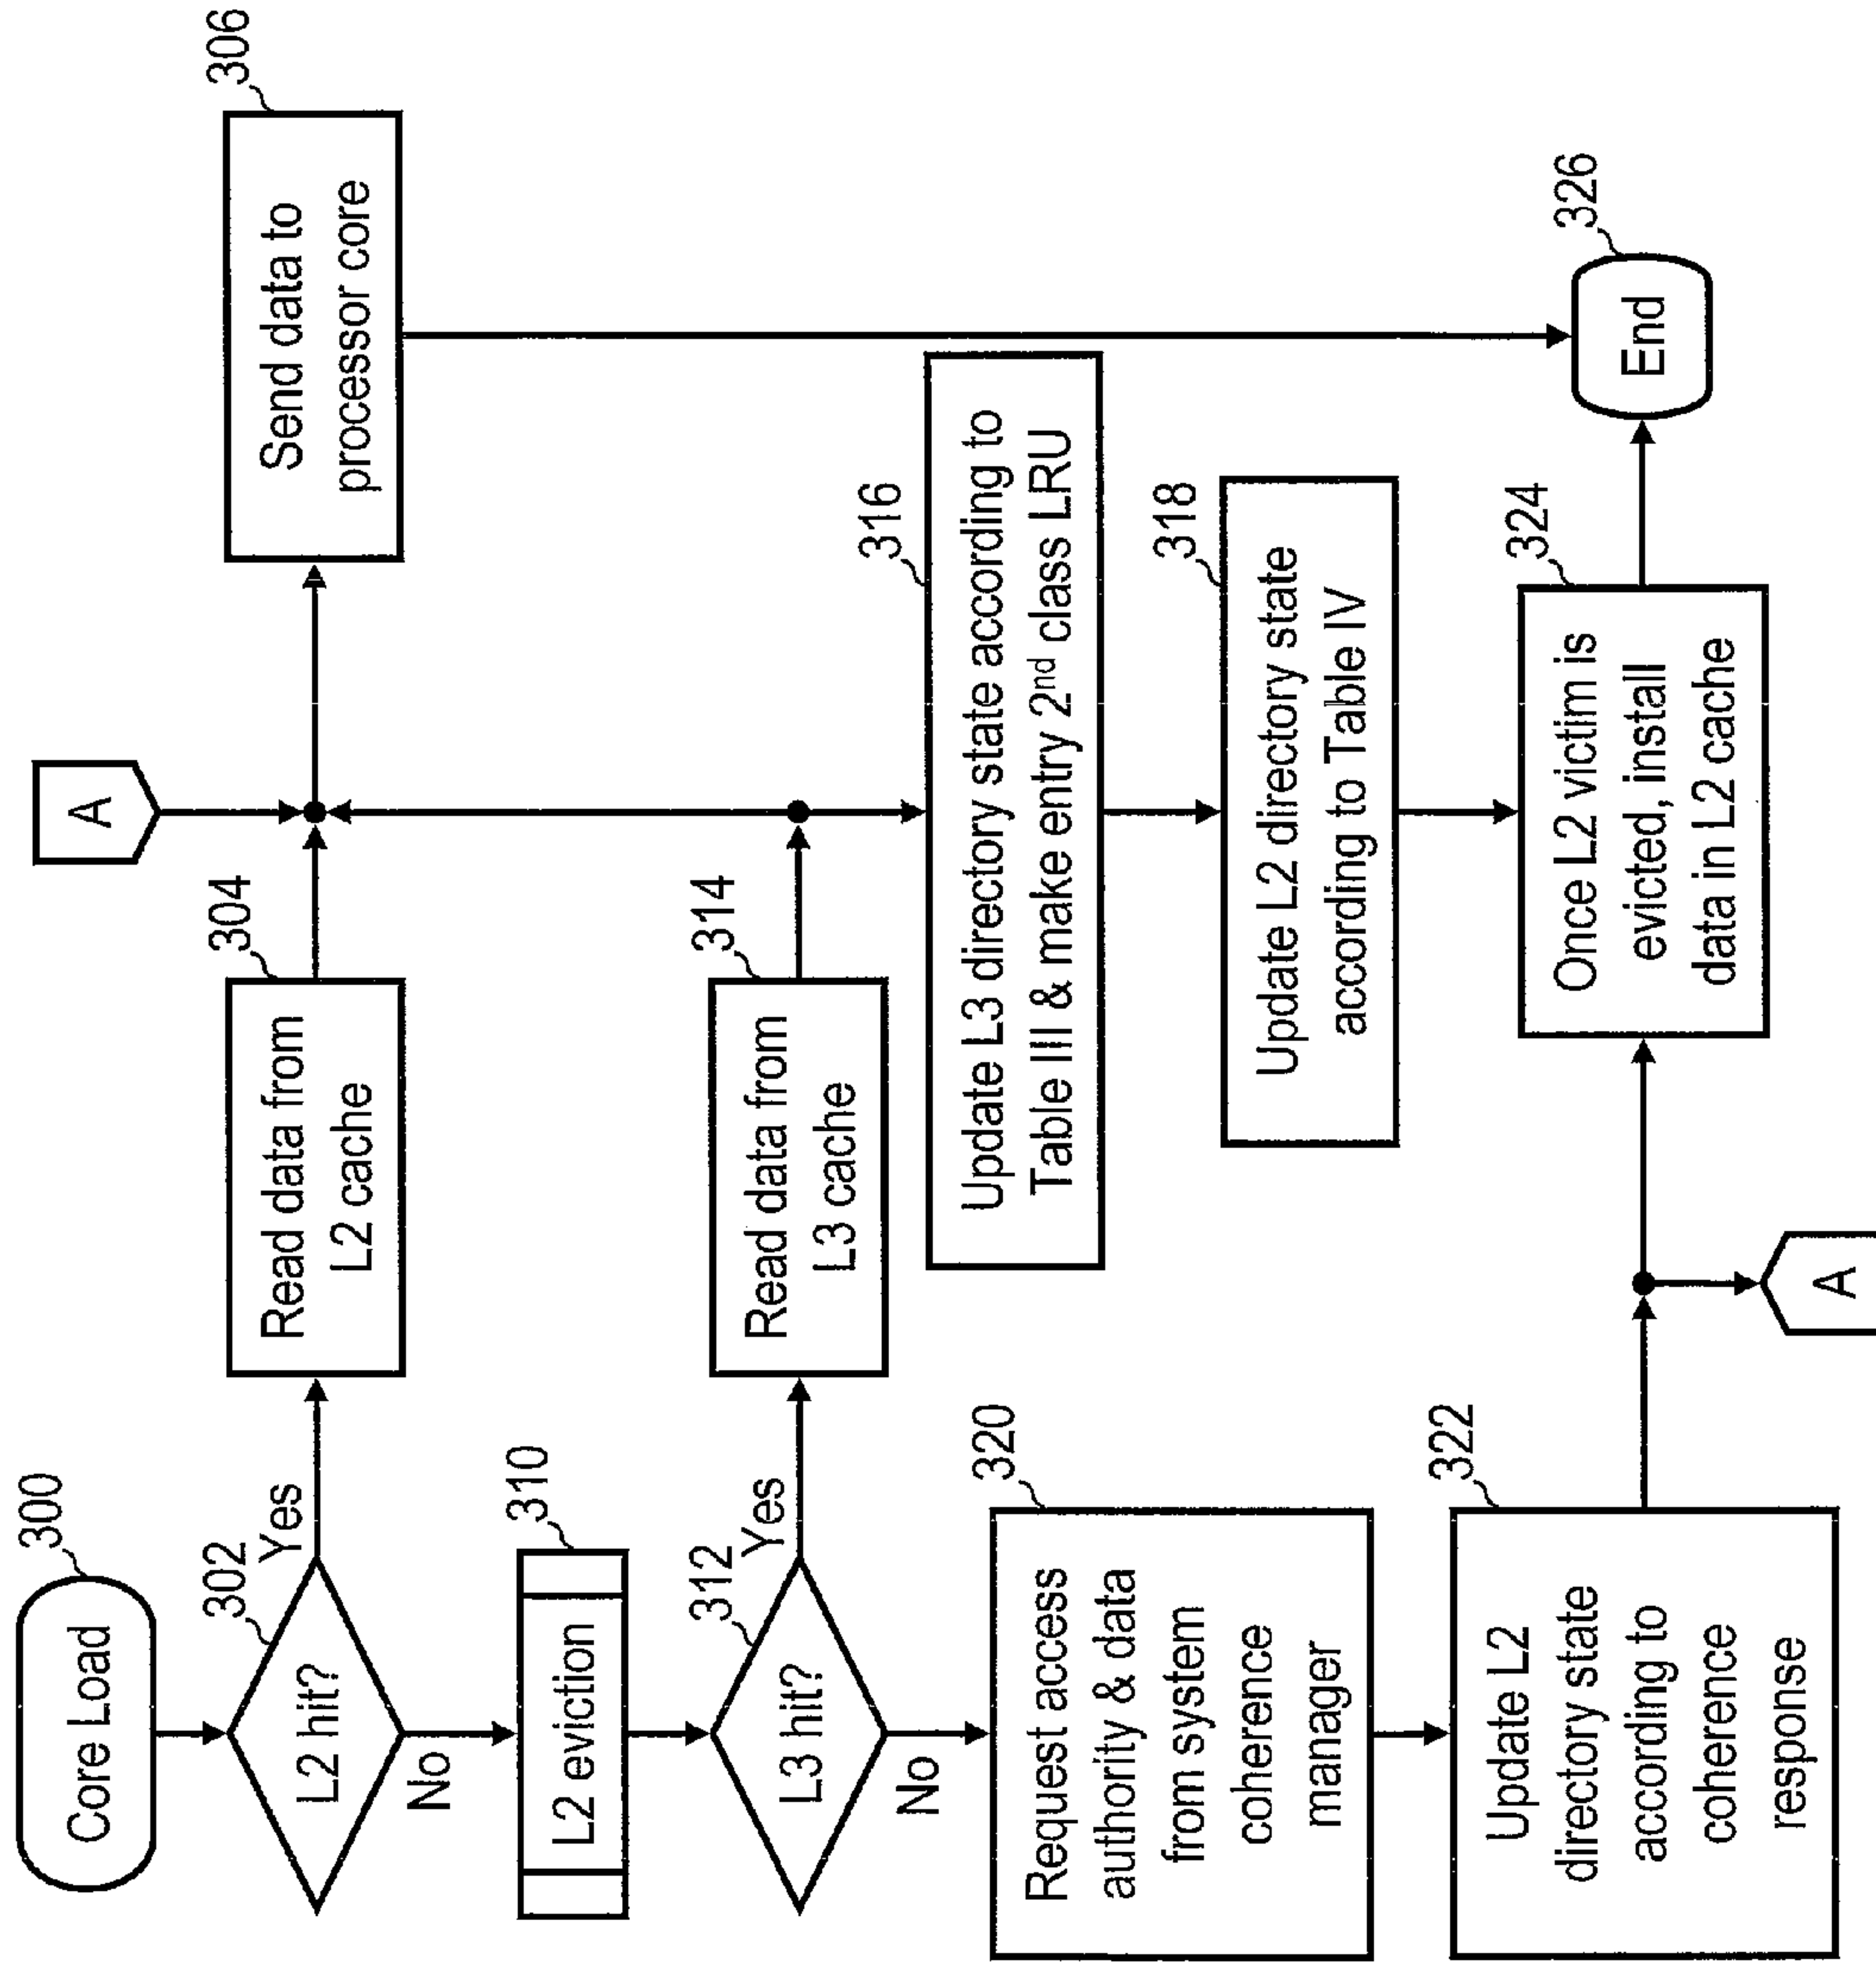 300
Core Load
302
L2 hit?
Yes
No
304
Read data from
L2 cache
A
306
Send data to
processor core
310
L2 eviction
312
L3 hit?
Yes
No
314
Read data from
L3 cache
316
Update L3 directory state according to
Table III & make entry 2nd class LRU
318
Update L2 directory state
according to Table IV
320
Request access
authority & data
from system
coherence
manager
322
Update L2
directory state
according to
coherence
response
A
324
Once L2 victim is
evicted, install
data in L2 cache
326
End